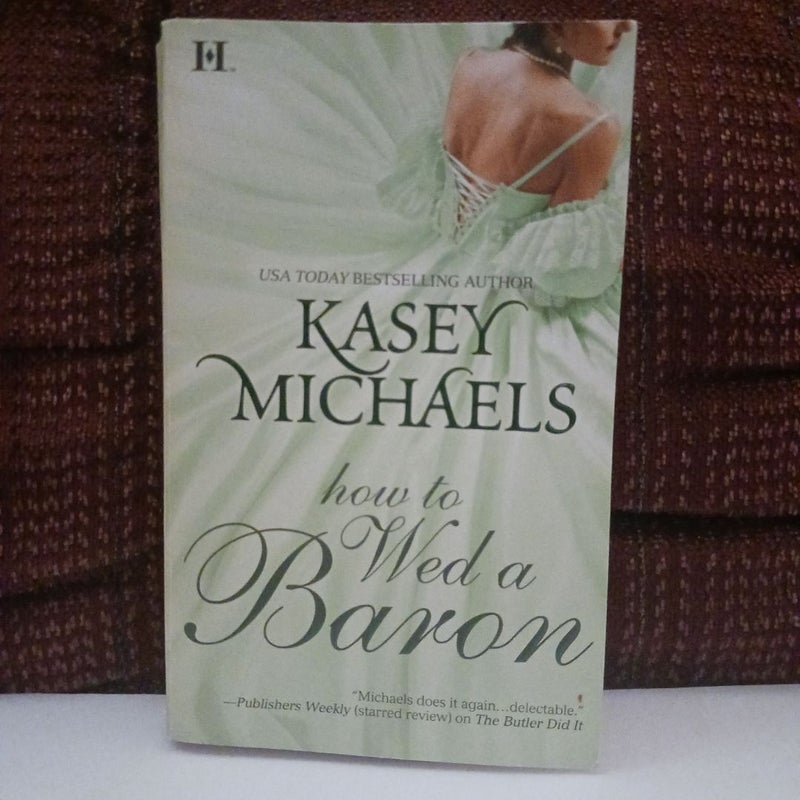 H™
USA TODAY BESTSELLING AUTHOR
KASEY
MICHAELS
how to
Wed a
Baron
"Michaels does it again...delectable."
—Publishers Weekly (starred review) on The Butler Did It